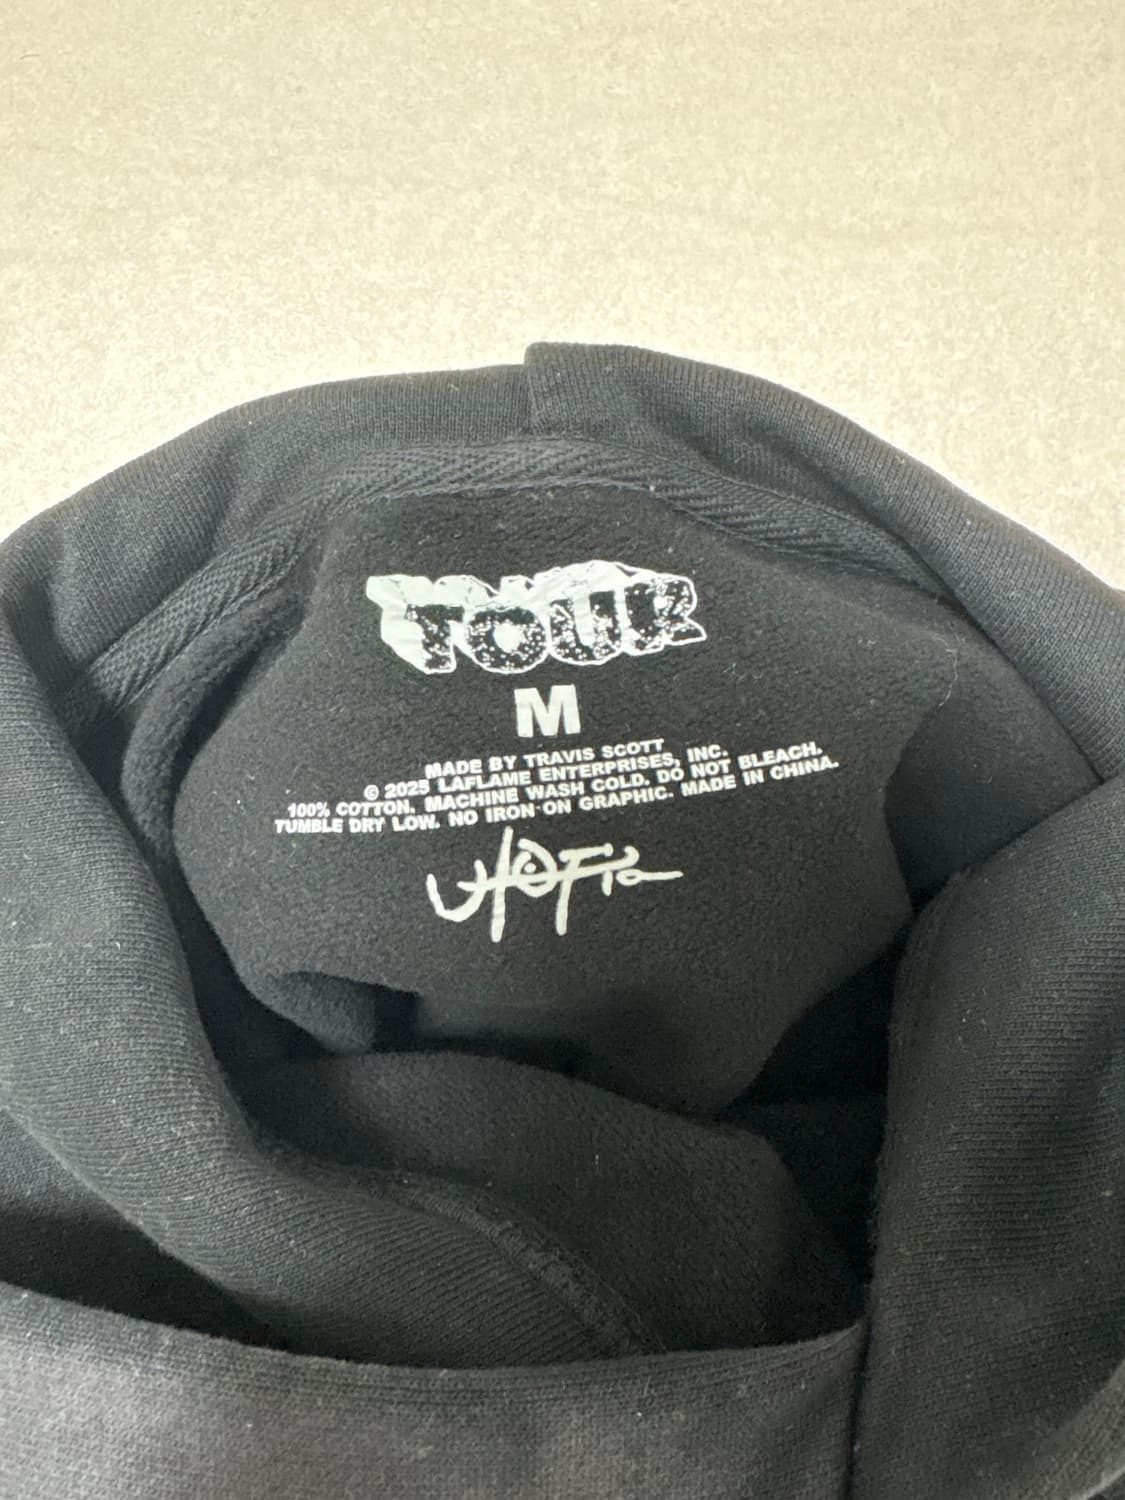 TOUR
M
MADE BY TRAVIS SCOTT
© 2025 LAFLAME ENTERPRISES, INC.
100% COTTON. MACHINE WASH COLD. DO NOT BLEACH.
TUMBLE DRY LOW. NO IRON ON GRAPHIC. MADE IN CHINA.
UTOPIA